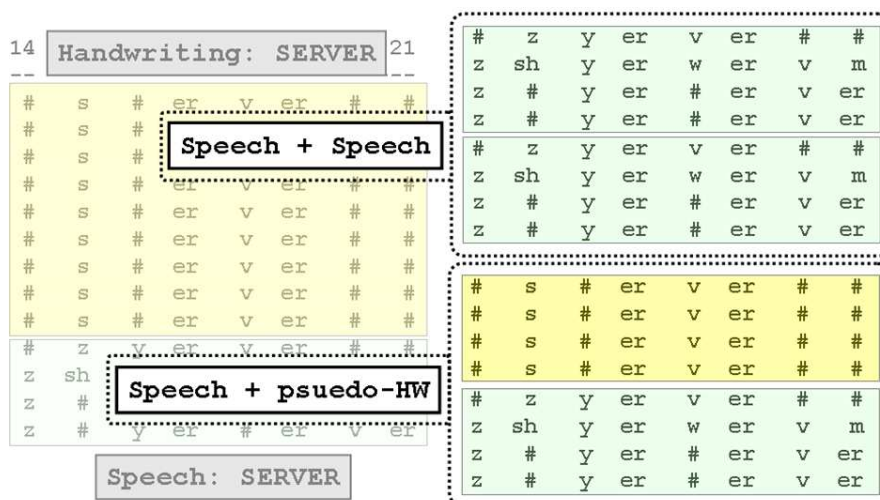 14 Handwriting: SERVER 21
-- --
# s # er v er # #
# s #
# s #
Speech + Speech
# s # er v er # #
# s # er v er # #
# s # er v er # #
# s # er v er # #
# s # er v er # #
# s # er v er # #
# z y er v er # #
z sh
z #
Speech + psuedo-HW
z # y er # er v er
Speech: SERVER
# z y er v er # #
z sh y er w er v m
z # y er # er v er
z # y er # er v er
# z y er v er # #
z sh y er w er v m
z # y er # er v er
z # y er # er v er
# s # er v er # #
# s # er v er # #
# s # er v er # #
# s # er v er # #
# z y er v er # #
z sh y er w er v m
z # y er # er v er
z # y er # er v er